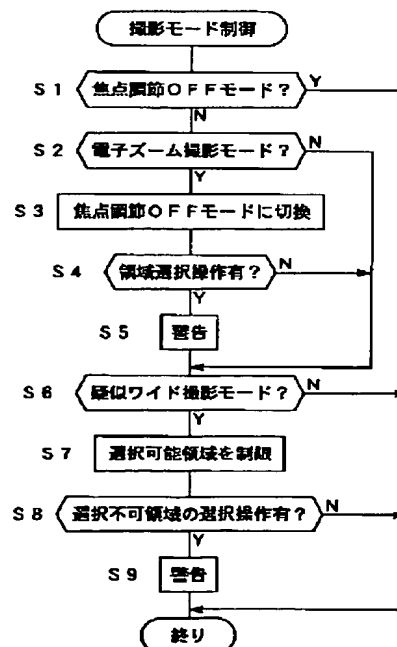 撮影モード制御
S1 焦点調節OFFモード? Y
N
S2 電子ズーム撮影モード? N
Y
S3 焦点調節OFFモードに切換
S4 領域選択操作有? N
Y
S5 警告
S6 疑似ワイド撮影モード? N
Y
S7 選択可能領域を制限
S8 選択不可領域の選択操作有? N
Y
S9 警告
終り